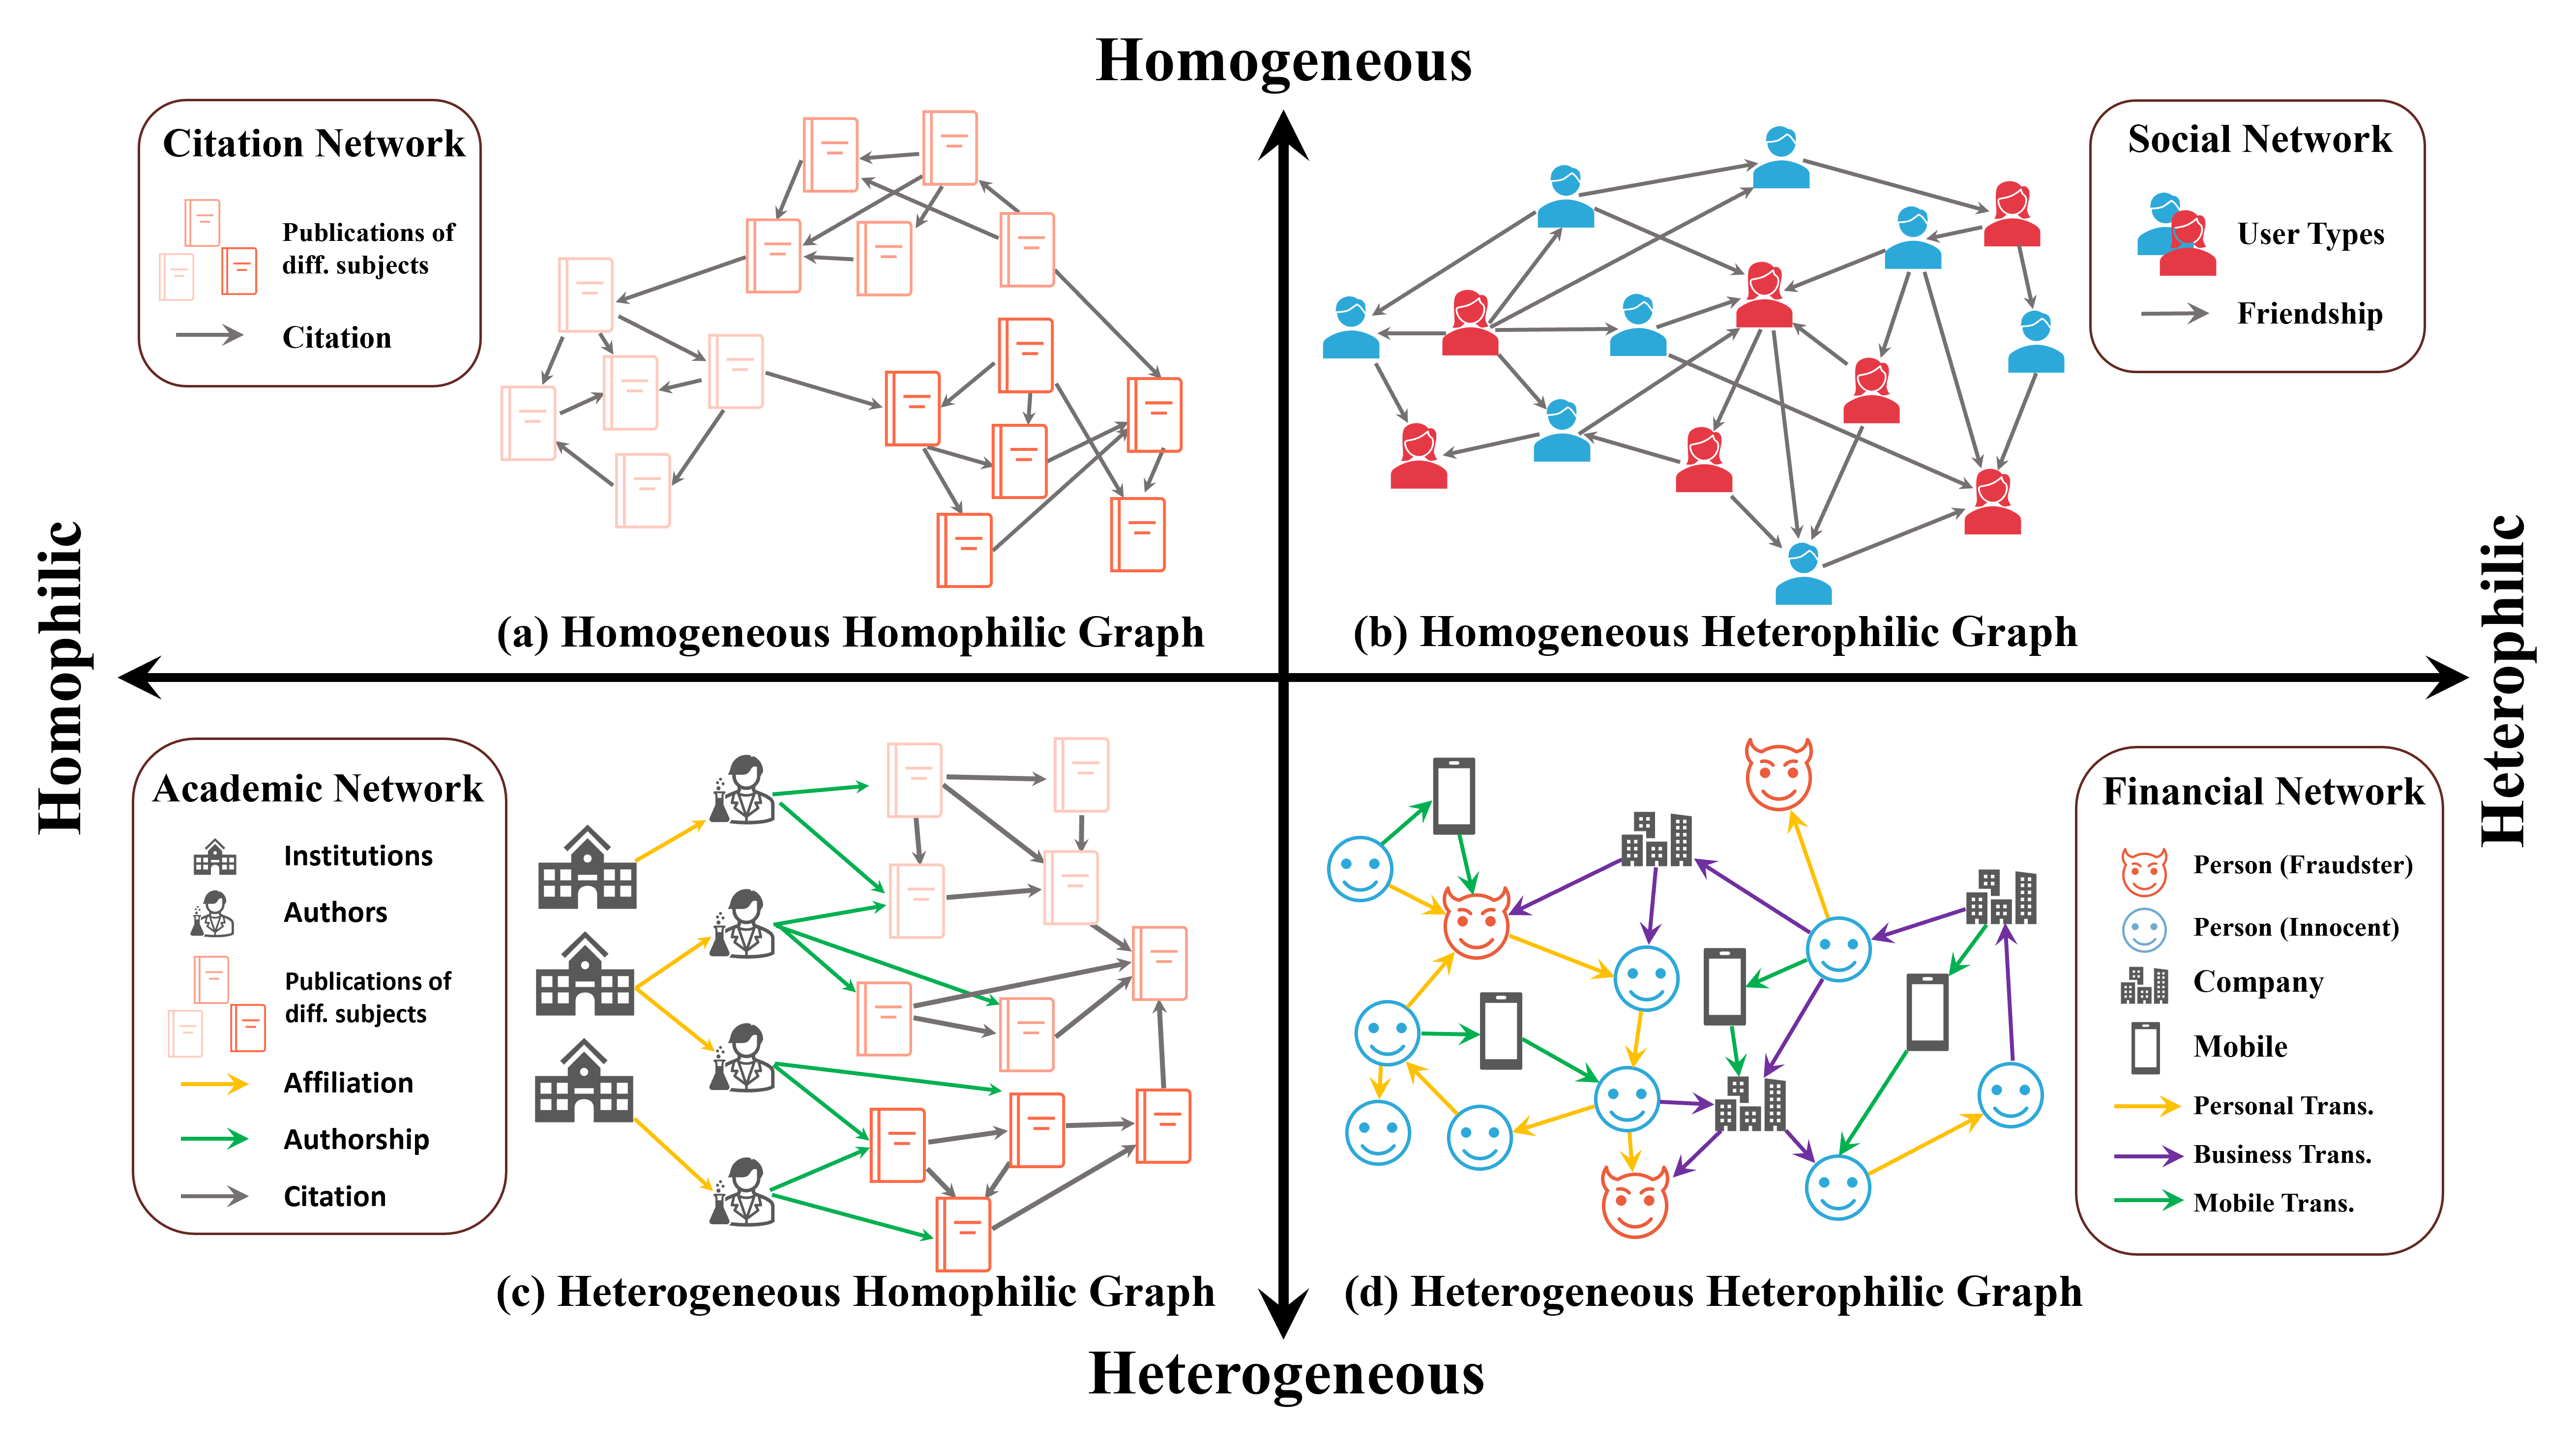 Homogeneous
Citation Network
Publications of
diff. subjects
Citation
Social Network
User Types
Friendship
(a) Homogeneous Homophilic Graph
(b) Homogeneous Heterophilic Graph
Homophilic
Heterophilic
Academic Network
Institutions
Authors
Publications of
diff. subjects
Affiliation
Authorship
Citation
Financial Network
Person (Fraudster)
Person (Innocent)
Company
Mobile
Personal Trans.
Business Trans.
Mobile Trans.
(c) Heterogeneous Homophilic Graph
(d) Heterogeneous Heterophilic Graph
Heterogeneous